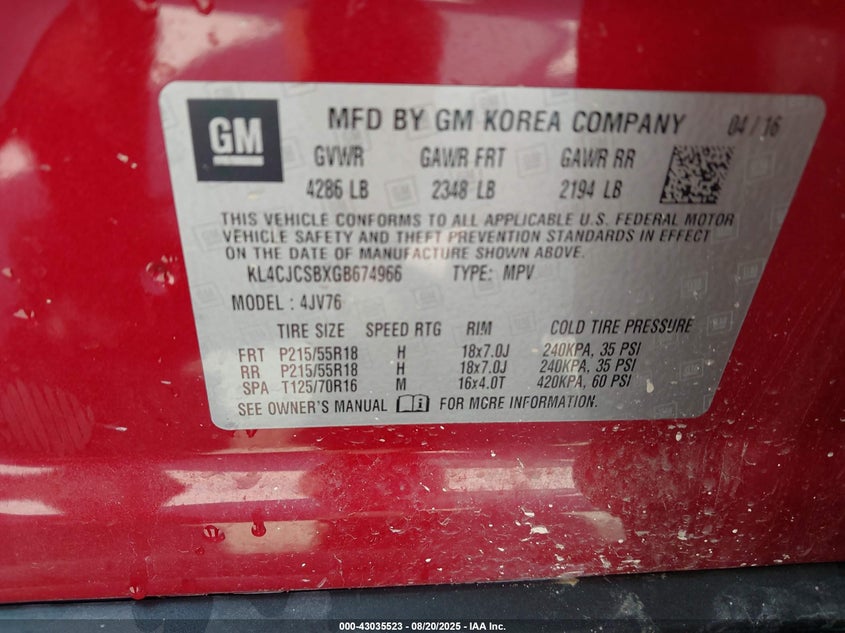 GM
MFD BY GM KOREA COMPANY 04 / 16
GVWR GAWR FRT GAWR RR
4286 LB 2348 LB 2194 LB
THIS VEHICLE CONFORMS TO ALL APPLICABLE U.S. FEDERAL MOTOR
VEHICLE SAFETY AND THEFT PREVENTION STANDARDS IN EFFECT
ON THE DATE OF MANUFACTURE SHOWN ABOVE.
KL4CJCSBXGB674966 TYPE: MPV
MODEL : 4JV76
TIRE SIZE SPEED RTG RIM COLD TIRE PRESSURE
FRT P215/55R18 H 18x7.0J 240KPA, 35 PSI
RR P215/55R18 H 18x7.0J 240KPA, 35 PSI
SPA T125/70R16 M 16x4.0T 420KPA, 60 PSI
SEE OWNER'S MANUAL FOR MORE INFORMATION.
000-43035523 - 08/20/2025 - IAA Inc.